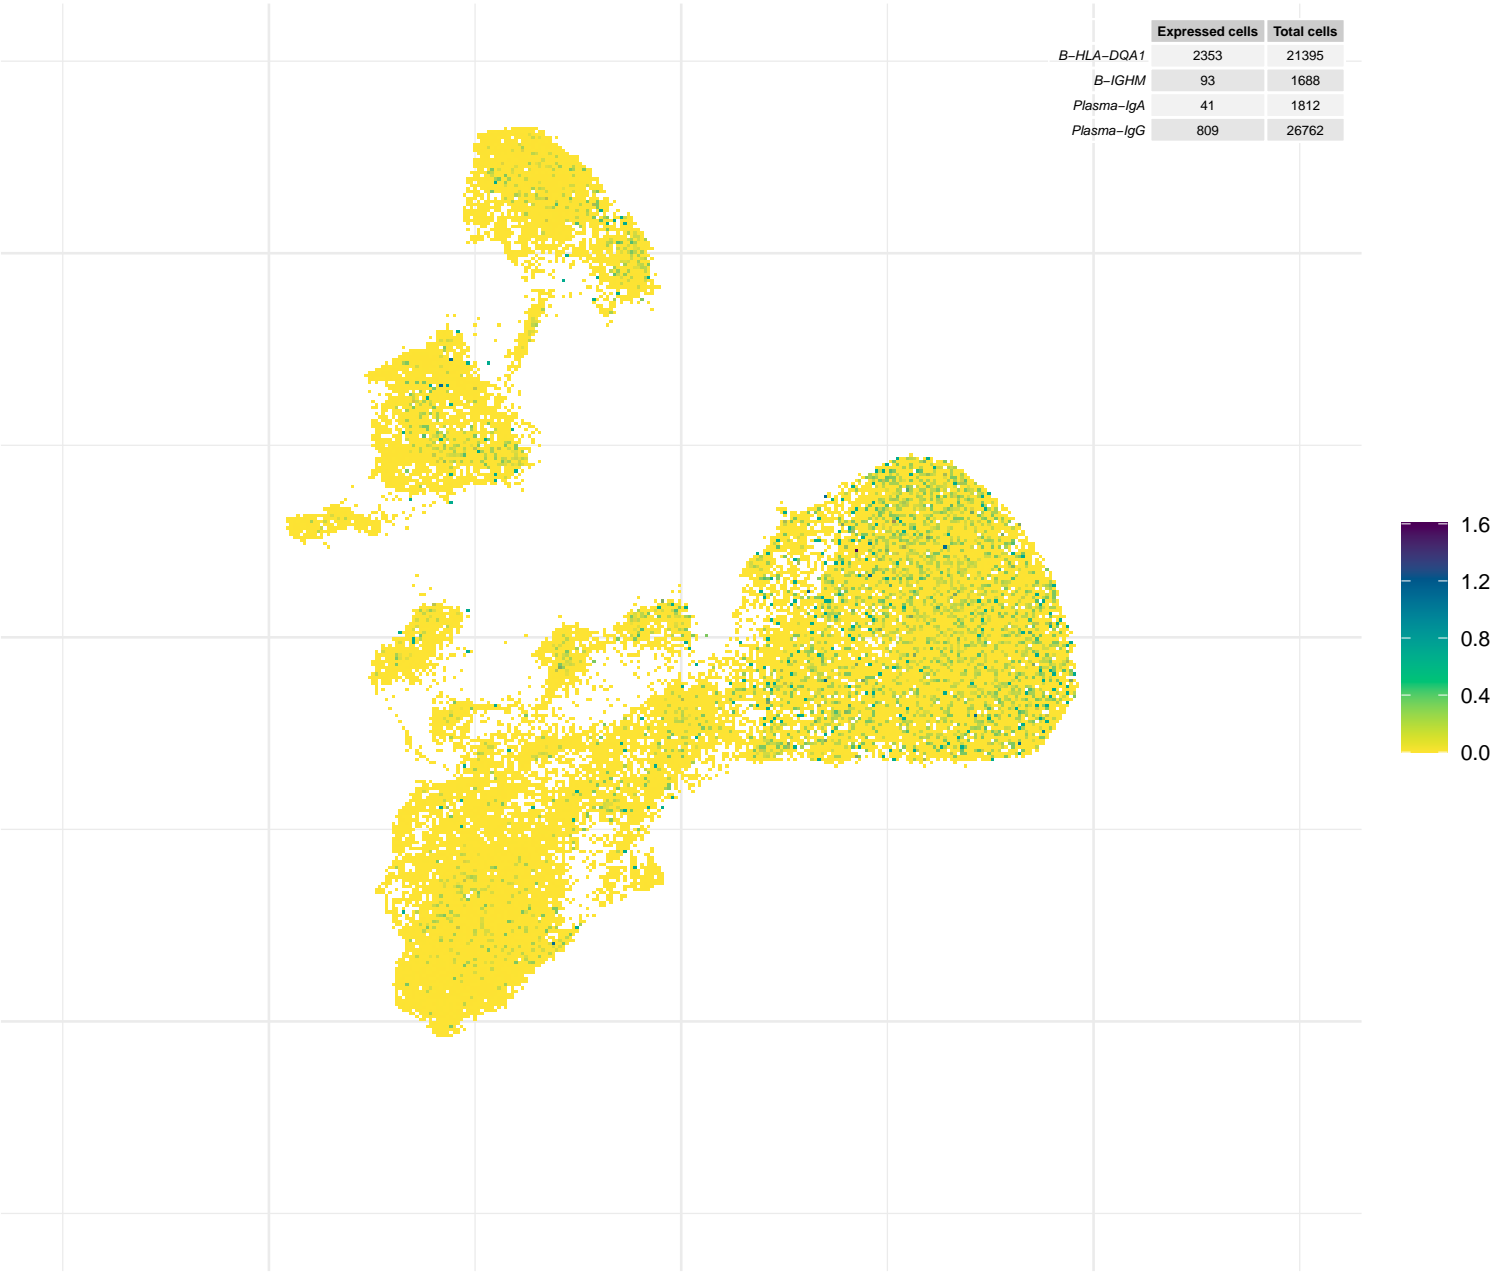 Expressed cells Total cells
B−HLA−DQA1 2353 21395
B−IGHM 93 1688
Plasma−IgA 41 1812
Plasma−IgG 809 26762
1.6
1.2
0.8
0.4
0.0